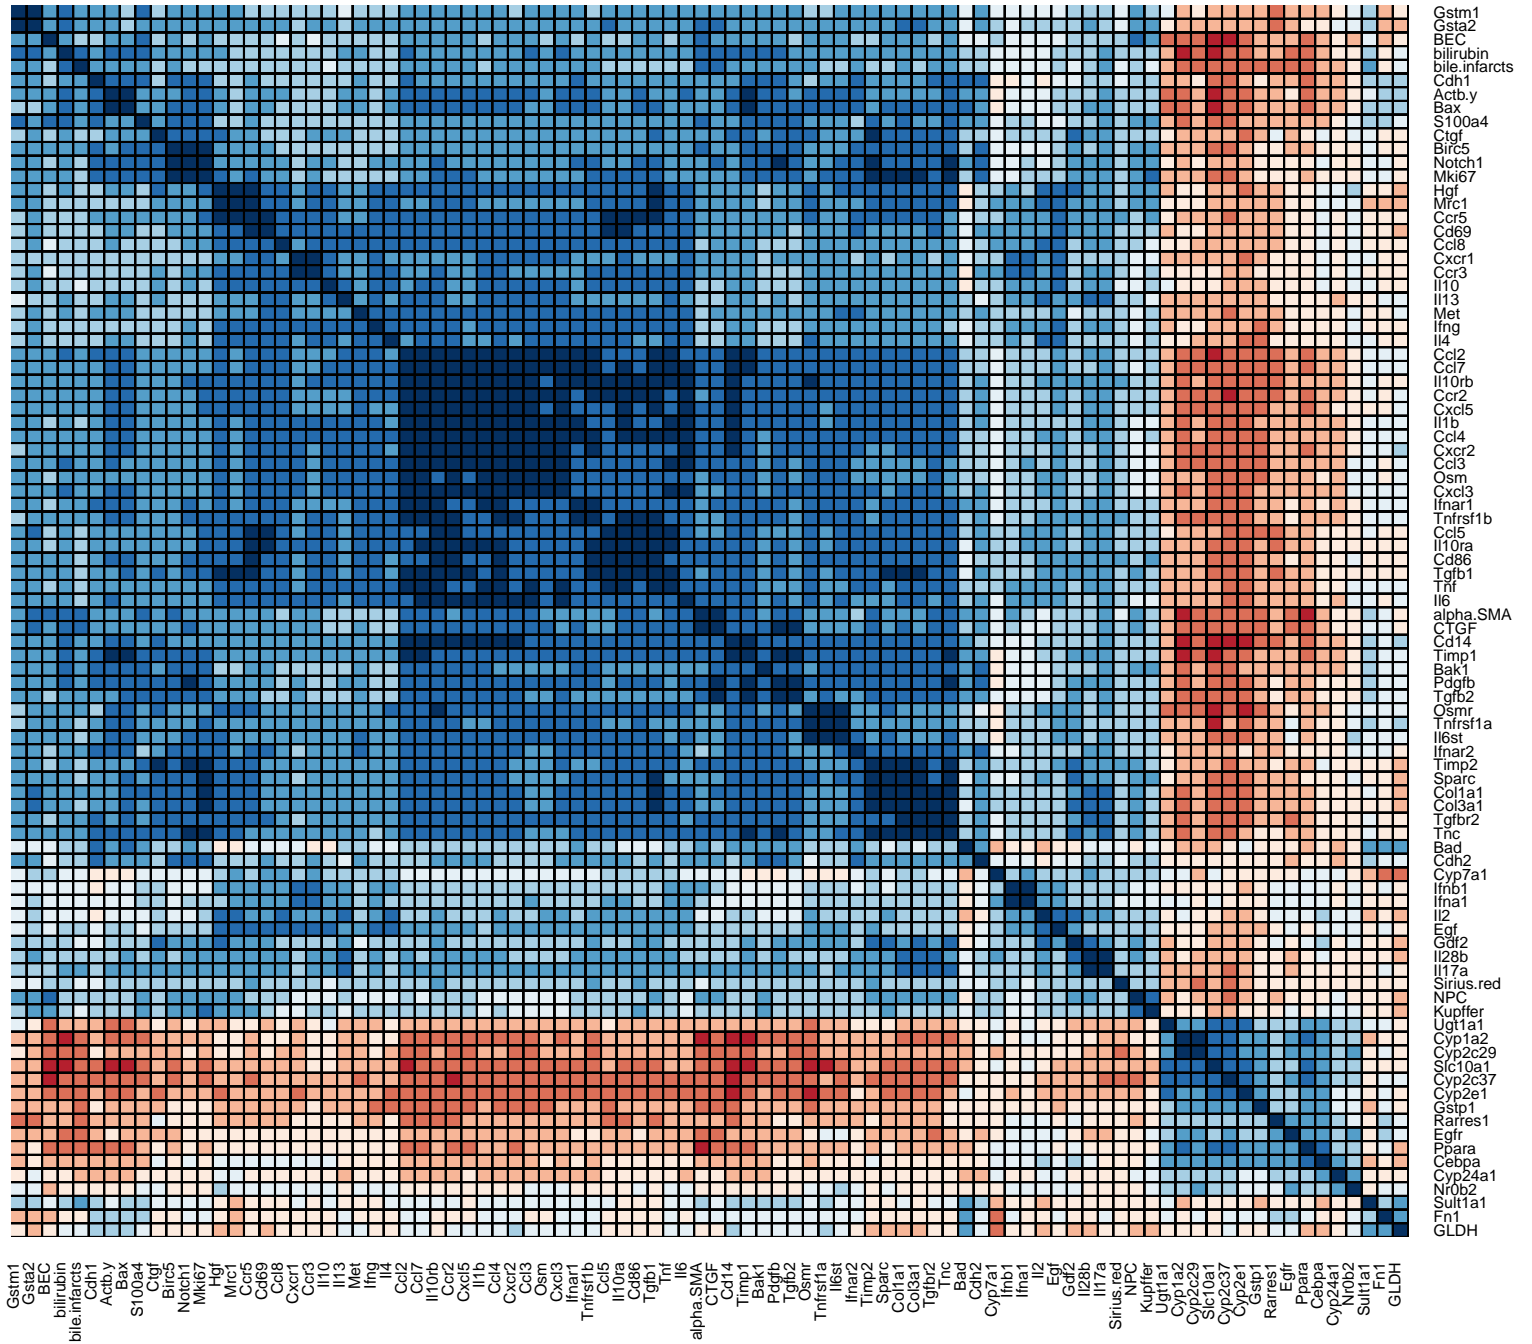 Gstm1
Gsta2
BEC
bilirubin
bile.infarcts
Cdh1
Actb.y
Bax
S100a4
Ctgf
Birc5
Notch1
Mki67
Hgf
Mrc1
Ccr5
Cd69
Ccl8
Cxcr1
Ccr3
Il10
Il13
Met
Ifng
Il4
Ccl2
Ccl7
Il10rb
Ccr2
Cxcl5
Il1b
Ccl4
Cxcr2
Ccl3
Osm
Cxcl3
Ifnar1
Tnfrsf1b
Ccl5
Il10ra
Cd86
Tgfb1
Tnf
Il6
alpha.SMA
CTGF
Cd14
Timp1
Bak1
Pdgfb
Tgfb2
Osmr
Tnfrsf1a
Il6st
Ifnar2
Timp2
Sparc
Col1a1
Col3a1
Tgfbr2
Tnc
Bad
Cdh2
Cyp7a1
Ifnb1
Ifna1
Il2
Egf
Gdf2
Il28b
Il17a
Sirius.red
NPC
Kupffer
Ugt1a1
Cyp1a2
Cyp2c29
Slc10a1
Cyp2c37
Cyp2e1
Gstp1
Rarres1
Egfr
Ppara
Cebpa
Cyp24a1
Nr0b2
Sult1a1
Fn1
GLDH
Gstm1
Gsta2
BEC
bilirubin
bile.infarcts
Cdh1
Actb.y
Bax
S100a4
Ctgf
Birc5
Notch1
Mki67
Hgf
Mrc1
Ccr5
Cd69
Ccl8
Cxcr1
Ccr3
Il10
Il13
Met
Ifng
Il4
Ccl2
Ccl7
Il10rb
Ccr2
Cxcl5
Il1b
Ccl4
Cxcr2
Ccl3
Osm
Cxcl3
Ifnar1
Tnfrsf1b
Ccl5
Il10ra
Cd86
Tgfb1
Tnf
Il6
alpha.SMA
CTGF
Cd14
Timp1
Bak1
Pdgfb
Tgfb2
Osmr
Tnfrsf1a
Il6st
Ifnar2
Timp2
Sparc
Col1a1
Col3a1
Tgfbr2
Tnc
Bad
Cdh2
Cyp7a1
Ifnb1
Ifna1
Il2
Egf
Gdf2
Il28b
Il17a
Sirius.red
NPC
Kupffer
Ugt1a1
Cyp1a2
Cyp2c29
Slc10a1
Cyp2c37
Cyp2e1
Gstp1
Rarres1
Egfr
Ppara
Cebpa
Cyp24a1
Nr0b2
Sult1a1
Fn1
GLDH